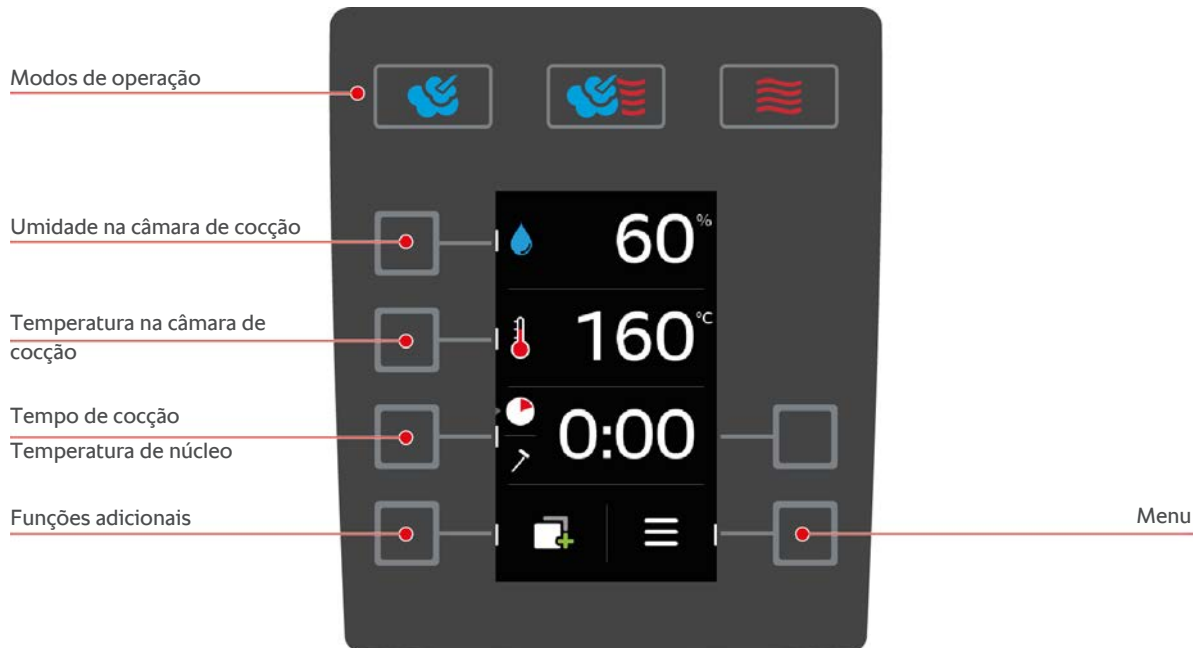 Modos de operação
Umidade na câmara de cocção
60%
Temperatura na câmara de
cocção
160°C
Tempo de cocção
Temperatura de núcleo
0:00
Funções adicionais
Menu